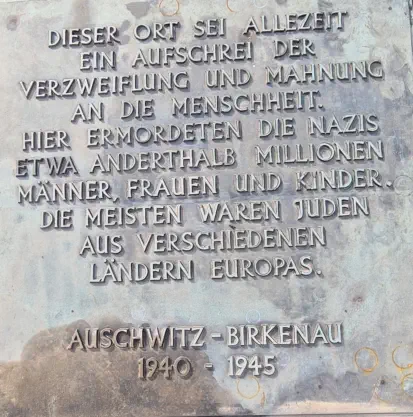 DIESER ORT SEI ALLEZEIT
EIN AUFSCHREI DER
VERZWEIFLUNG UND MAHNUNG
AN DIE MENSCHHEIT.
HIER ERMORDETEN DIE NAZIS
ETWA ANDERTHALB MILLIONEN
MÄNNER, FRAUEN UND KINDER.
DIE MEISTEN WAREN JUDEN
AUS VERSCHIEDENEN
LÄNDERN EUROPAS.
AUSCHWITZ-BIRKENAU
1940 - 1945